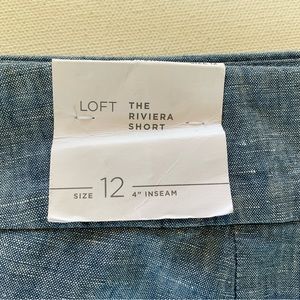 LOFT THE
RIVIERA
SHORT
SIZE 12 4" INSEAM